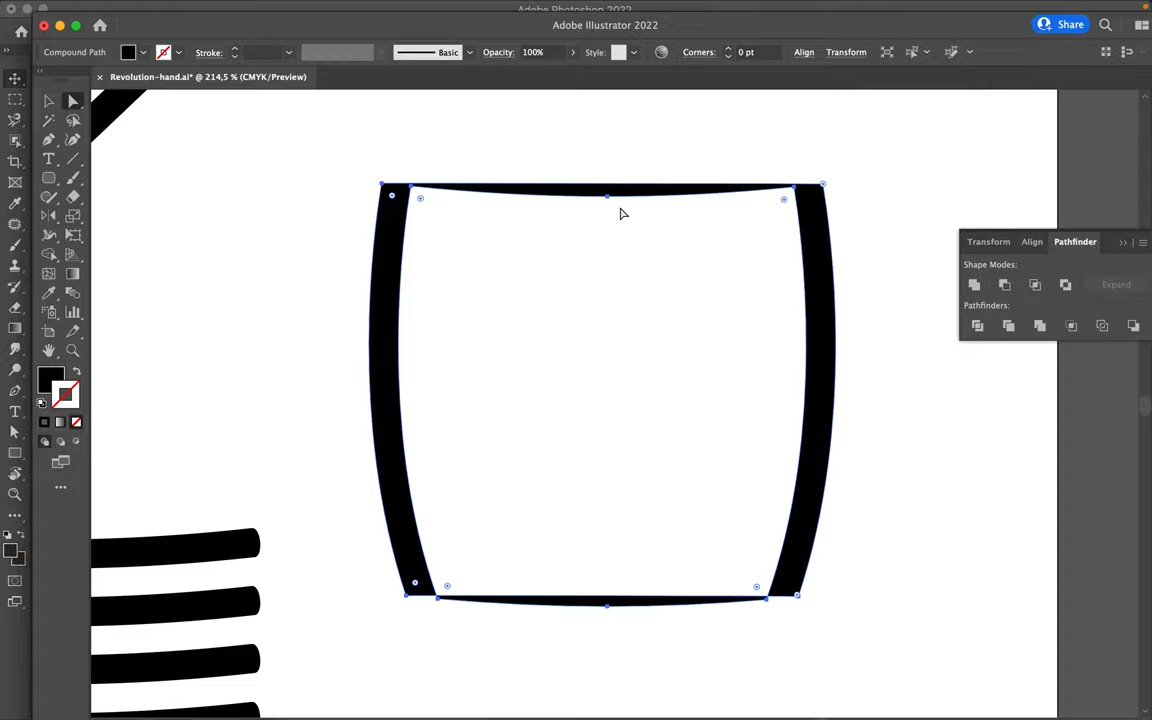 Adobe Photoshop 2022
Adobe Illustrator 2022
Share
Compound Path
Stroke:
Basic
Opacity:
100%
Style:
Corners:
0 pt
Align
Transform
Revolution-hand.ai* @ 214,5 % (CMYK/Preview)
Transform
Align
Pathfinder
Shape Modes:
Expand
Pathfinders: